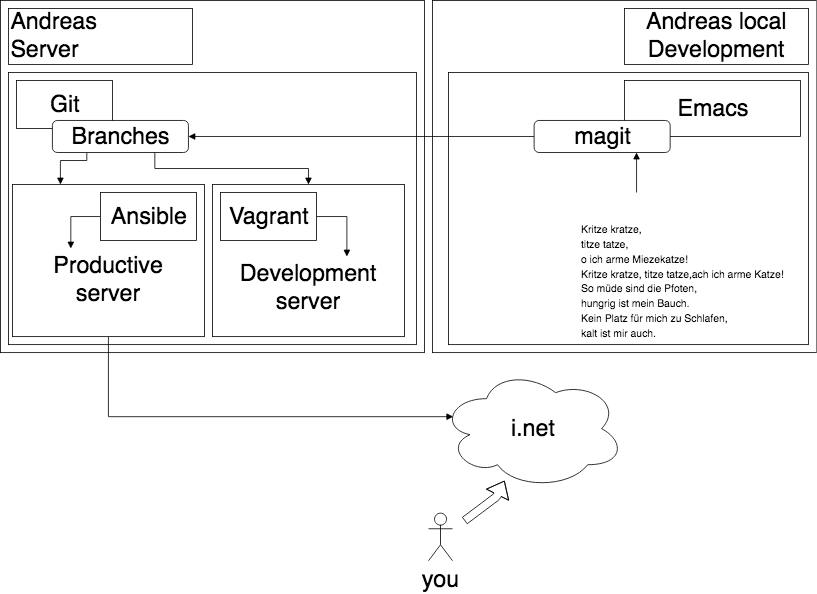 Andreas
Server
Andreas local
Development
Git
Branches
Emacs
magit
Ansible
Productive
server
Vagrant
Development
server
Kritze kratze,
titze tatze,
o ich arme Miezekatze!
Kritze kratze, titze tatze,ach ich arme Katze!
So müde sind die Pfoten,
hungrig ist mein Bauch.
Kein Platz für mich zu Schlafen,
kalt ist mir auch.
i.net
you